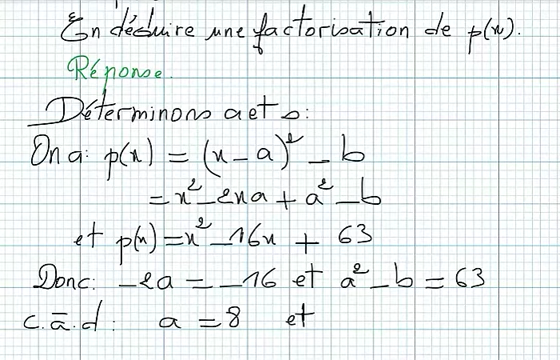 En déduire une factorisation de p(x).
Réponse.
Déterminons a et b:
On a: p(x) = (x - a)² - b
= x² - 2xa + a² - b
et p(x) = x² - 16x + 63
Donc: -2a = -16 et a² - b = 63
c.à.d: a = 8 et